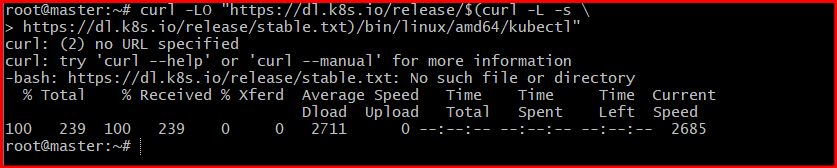 root@master:~# curl -LO "https://dl.k8s.io/release/$(curl -L -s \
> https://dl.k8s.io/release/stable.txt)/bin/linux/amd64/kubectl"
curl: (2) no URL specified
curl: try 'curl --help' or 'curl --manual' for more information
-bash: https://dl.k8s.io/release/stable.txt: No such file or directory
  % Total    % Received % Xferd  Average Speed   Time    Time     Time  Current
                                 Dload  Upload   Total   Spent    Left  Speed
100   239  100   239    0     0   2711      0 --:--:-- --:--:-- --:--:--  2685
root@master:~#